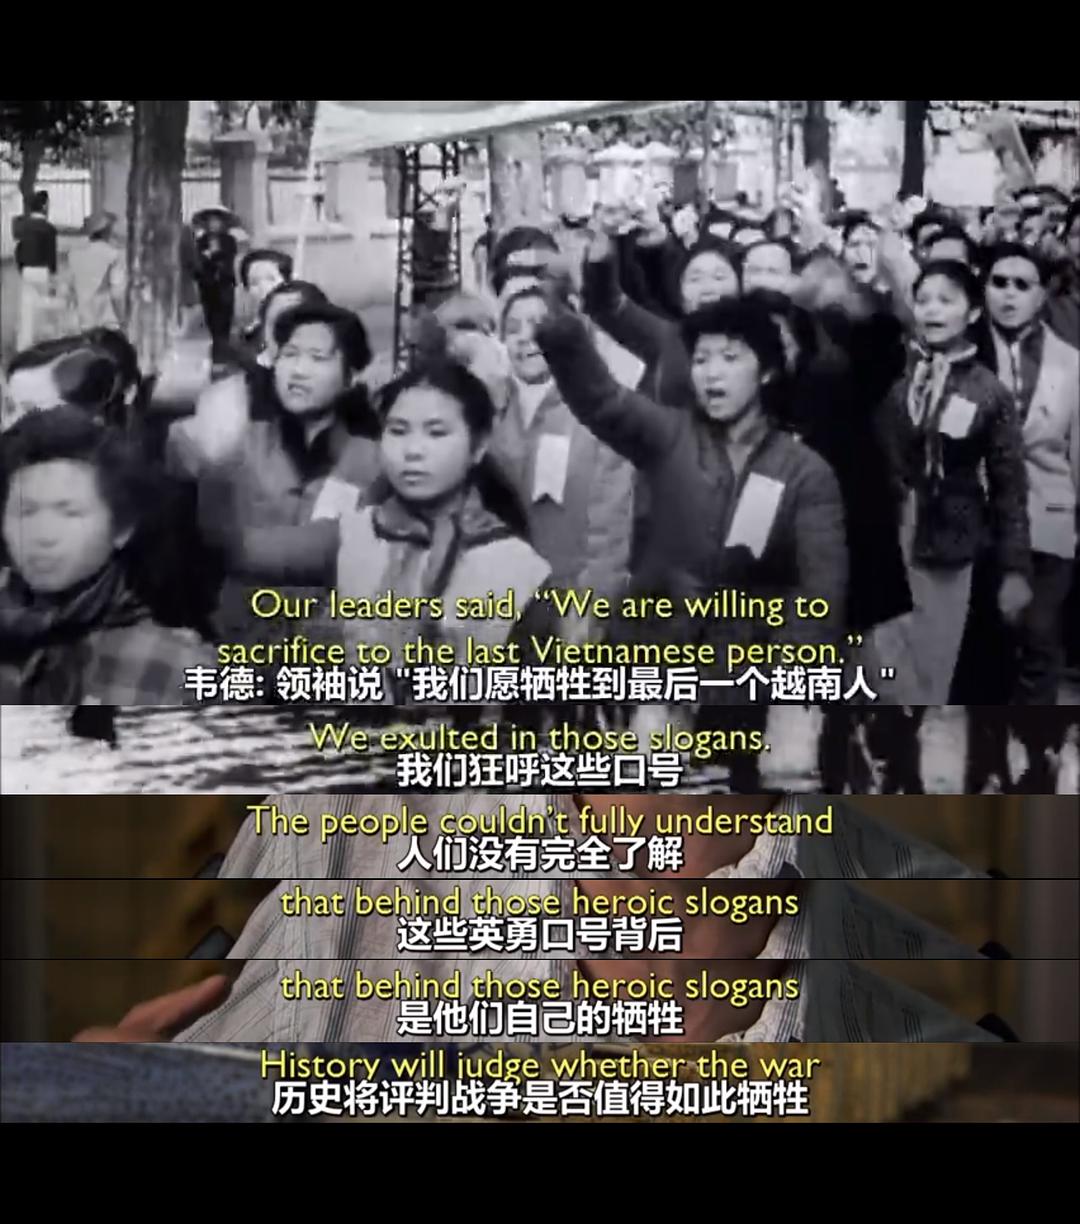 Our leaders said, “We are willing to
sacrifice to the last Vietnamese person.”
韦德: 领袖说 "我们愿牺牲到最后一个越南人"
We exulted in those slogans.
我们狂呼这些口号
The people couldn't fully understand
人们没有完全了解
that behind those heroic slogans
这些英勇口号背后
that behind those heroic slogans
是他们自己的牺牲
History will judge whether the war
历史将评判战争是否值得如此牺牲